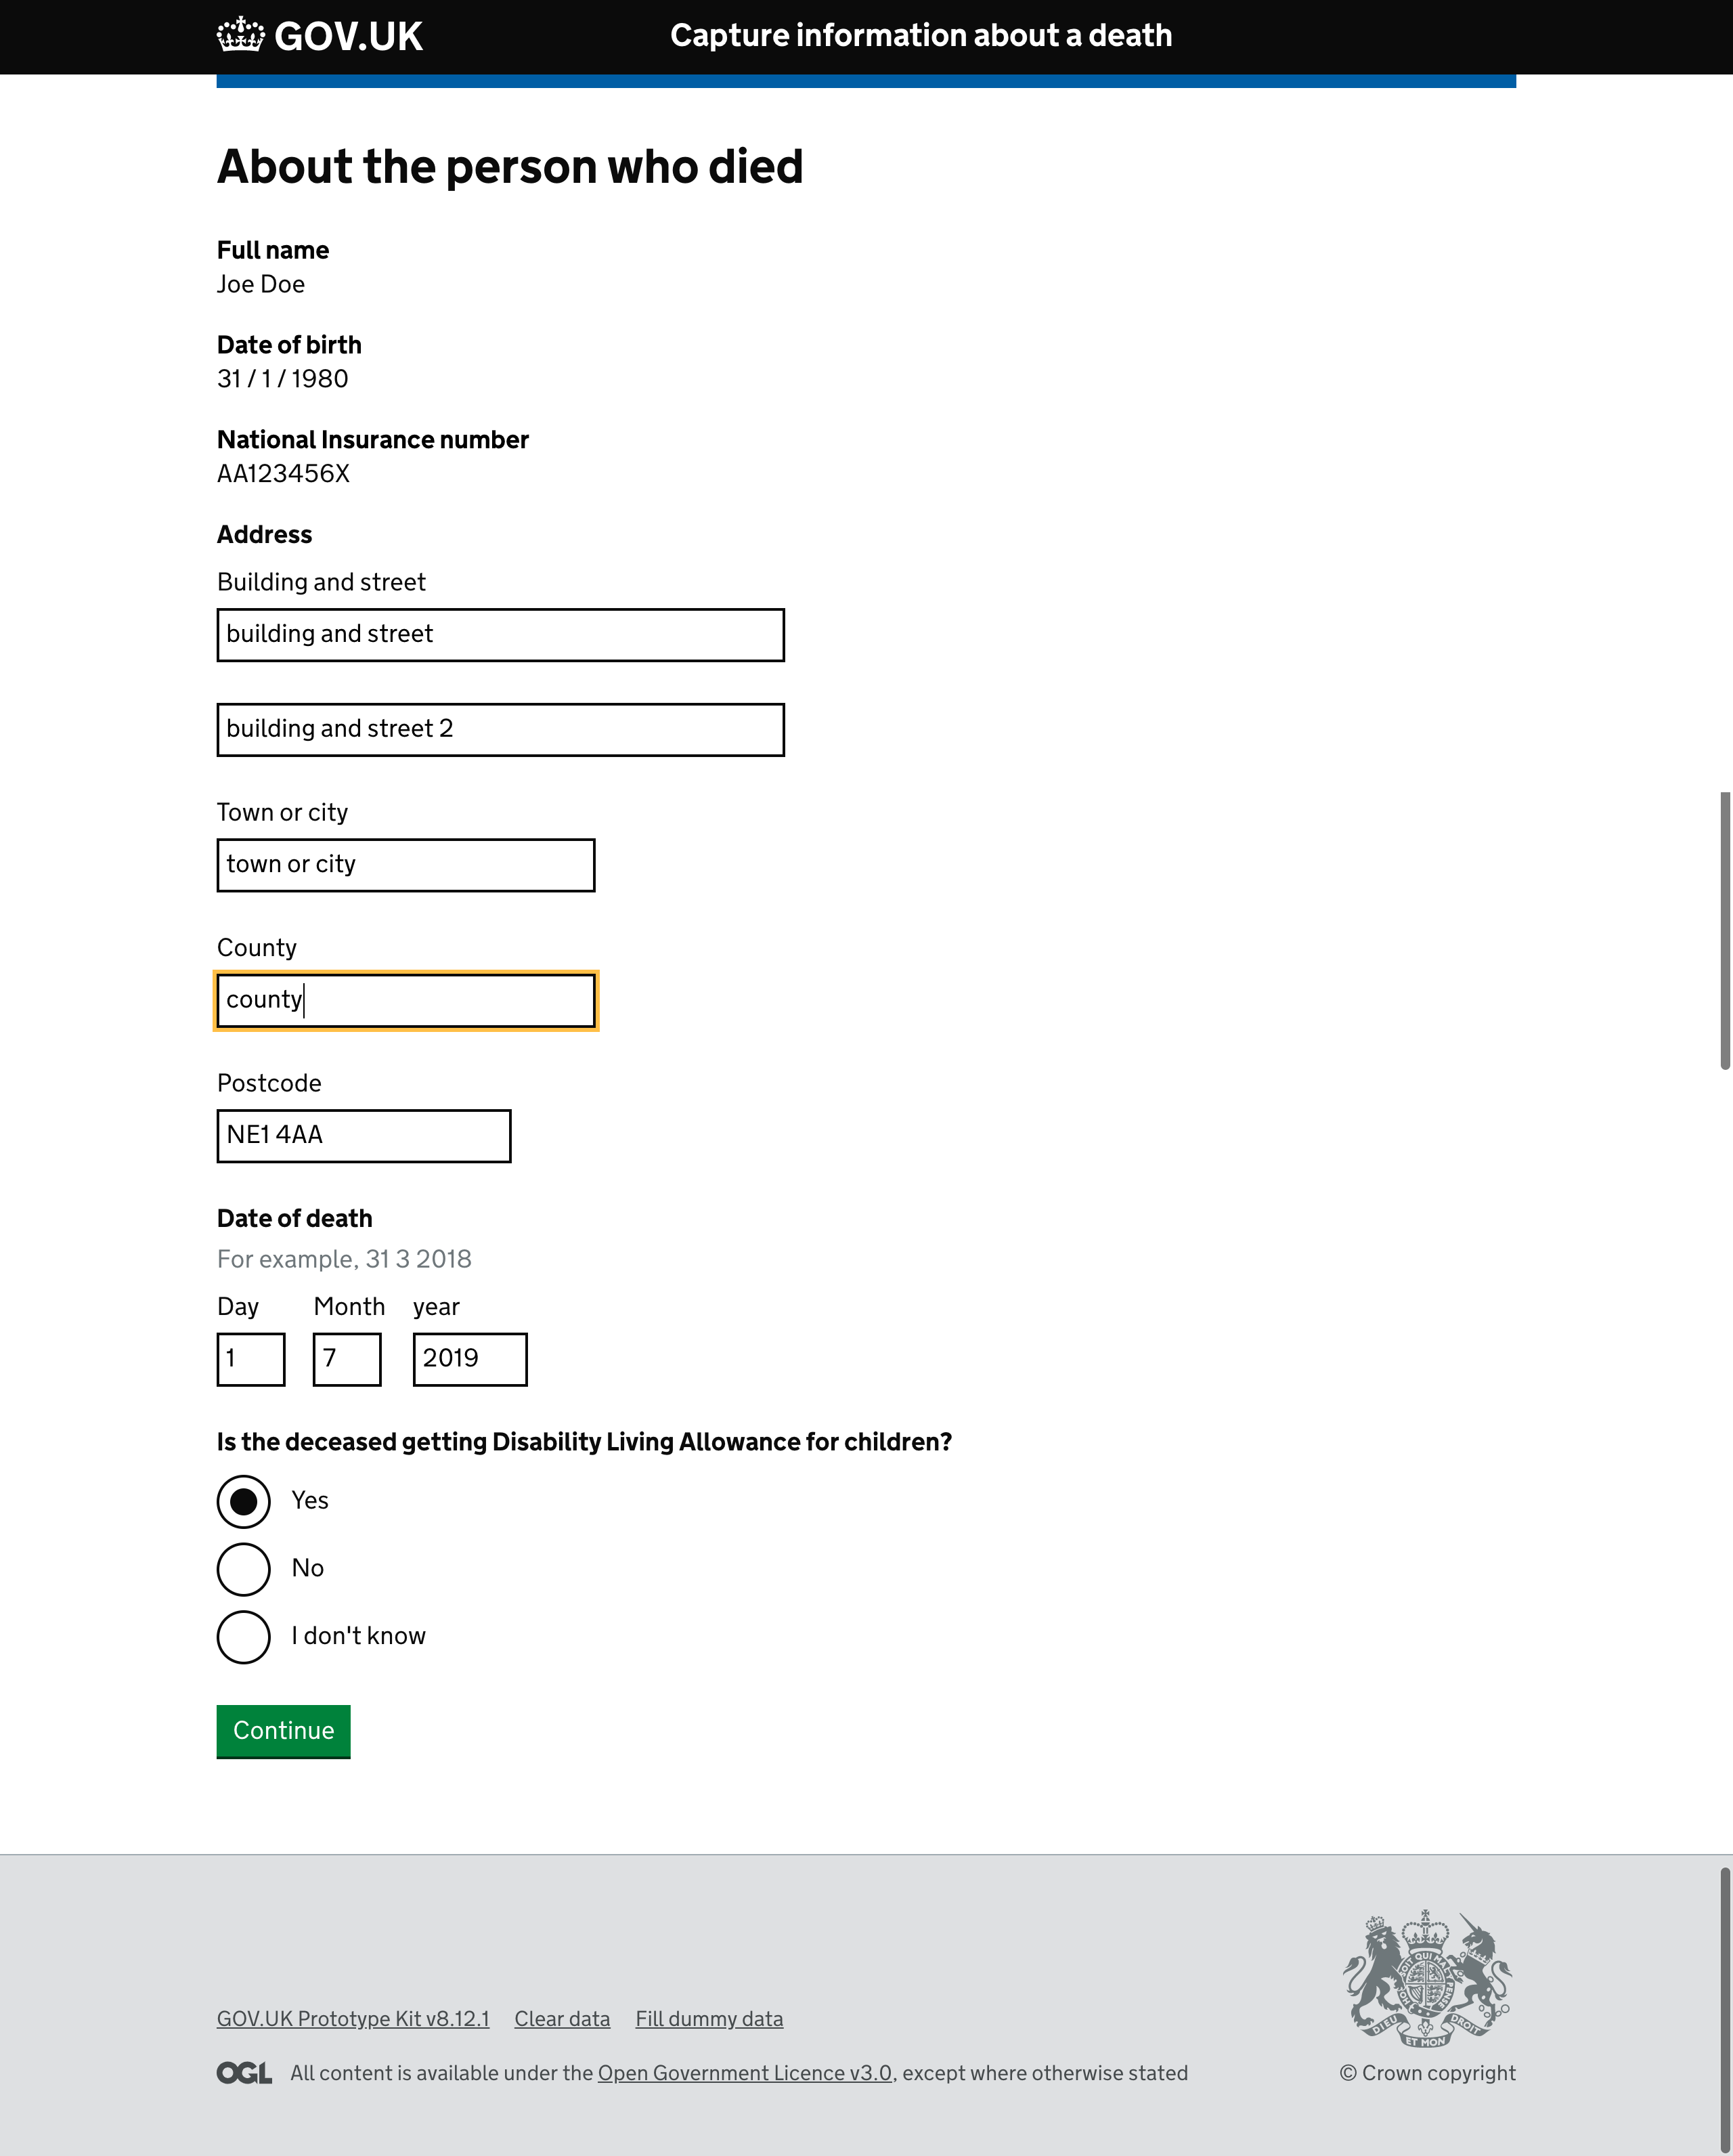 GOV.UK
Capture information about a death
About the person who died
Full name
Joe Doe
Date of birth
31 / 1 / 1980
National Insurance number
AA123456X
Address
Building and street
building and street
building and street 2
Town or city
town or city
County
county
Postcode
NE1 4AA
Date of death
For example, 31 3 2018
Day Month year
1 7 2019
Is the deceased getting Disability Living Allowance for children?
Yes
No
I don't know
Continue
GOV.UK Prototype Kit v8.12.1 Clear data Fill dummy data
OGL All content is available under the Open Government Licence v3.0, except where otherwise stated
DIEU ET MON DROIT
© Crown copyright